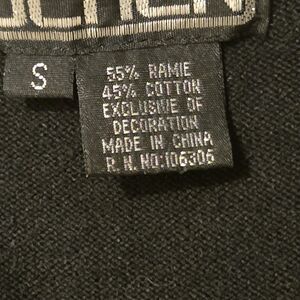 S
55% RAMIE
45% COTTON
EXCLUSIVE OF
DECORATION
MADE IN CHINA
R.N.NO:106306